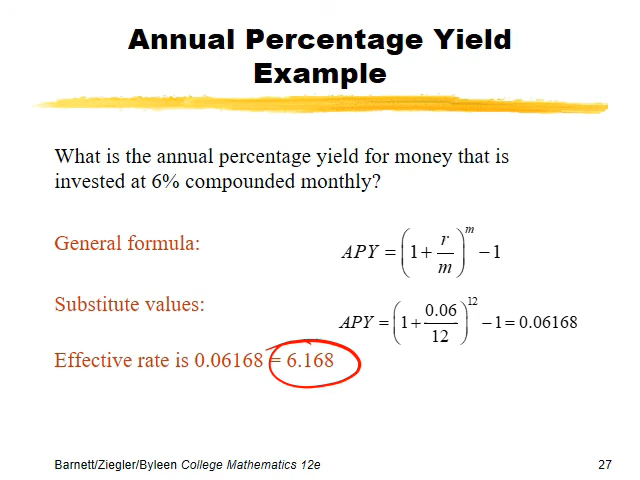 Annual Percentage Yield
Example
What is the annual percentage yield for money that is
invested at 6% compounded monthly?
General formula:
APY = (1 + r/m)^m − 1
Substitute values:
APY = (1 + 0.06/12)^12 − 1 = 0.06168
Effective rate is 0.06168 = 6.168
Barnett/Ziegler/Byleen College Mathematics 12e
27